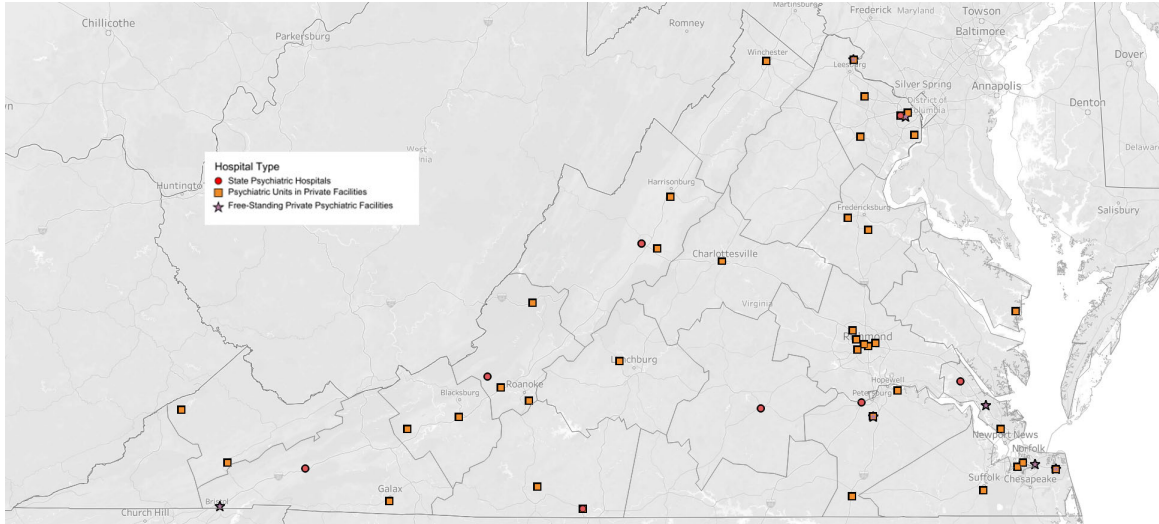 Chillicothe
Parkersburg
Romney
Martinsburg
Frederick
Maryland
Towson
Baltimore
Winchester
Leesburg
Silver Spring
Annapolis
Dover
District of
Columbia
Denton
Delaware
West
Huntington
Hospital Type
State Psychiatric Hospitals
Psychiatric Units in Private Facilities
Free-Standing Private Psychiatric Facilities
Harrisonburg
Salisbury
Fredericksburg
Charlottesville
Virginia
Richmond
Lynchburg
Hopewell
Petersburg
Blacksburg
Roanoke
Newport News
Norfolk
Suffolk
Chesapeake
Galax
Bristol
Church Hill